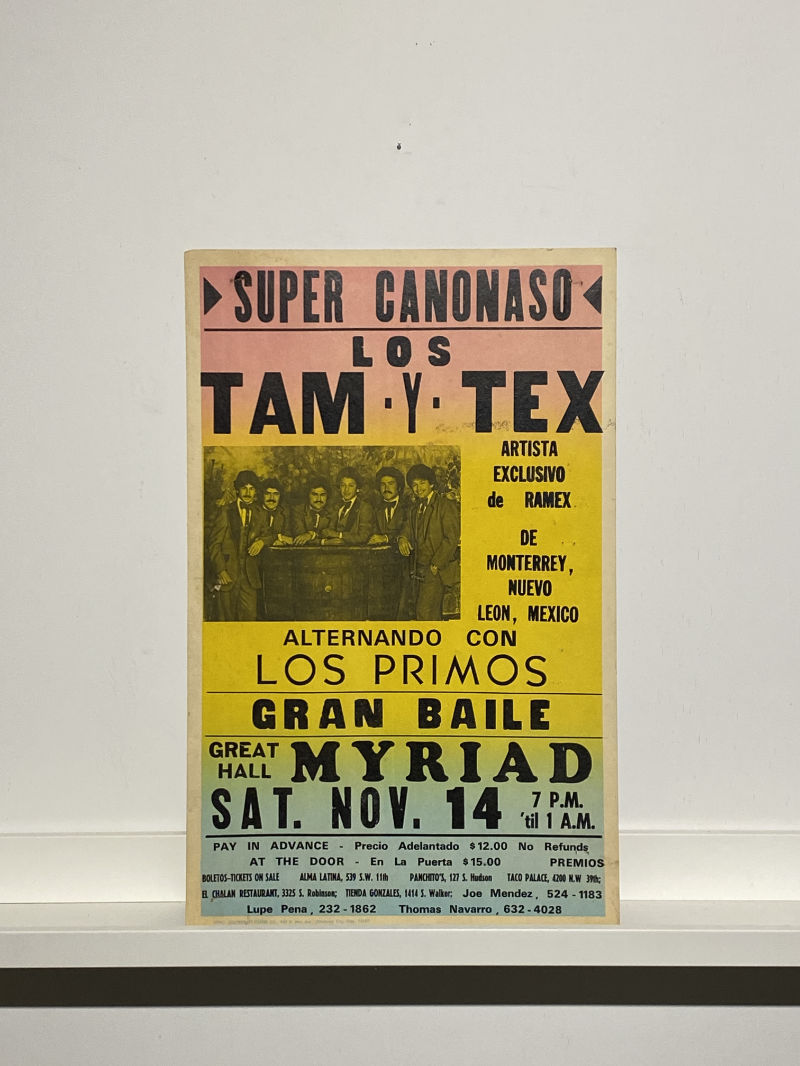 SUPER CANONASO
LOS
TAM·Y·TEX
ARTISTA
EXCLUSIVO
de RAMEX
DE
MONTERREY,
NUEVO
LEON, MEXICO
ALTERNANDO CON
LOS PRIMOS
GRAN BAILE
GREAT
HALL
MYRIAD
SAT. NOV. 14
7 P.M.
'til 1 A.M.
PAY IN ADVANCE - Precio Adelantado $12.00 No Refunds
AT THE DOOR - En La Puerta $15.00 PREMIOS
BOLETOS-TICKETS ON SALE ALMA LATINA, 539 S.W. 11th PANCHITO'S, 127 S. Hudson TACO PALACE, 4200 N.W 39th;
EL CHALAN RESTAURANT, 3325 S. Robinson; TIENDA GONZALES, 1414 S. Walker; Joe Mendez, 524-1183
Lupe Pena, 232-1862 Thomas Navarro, 632-4028